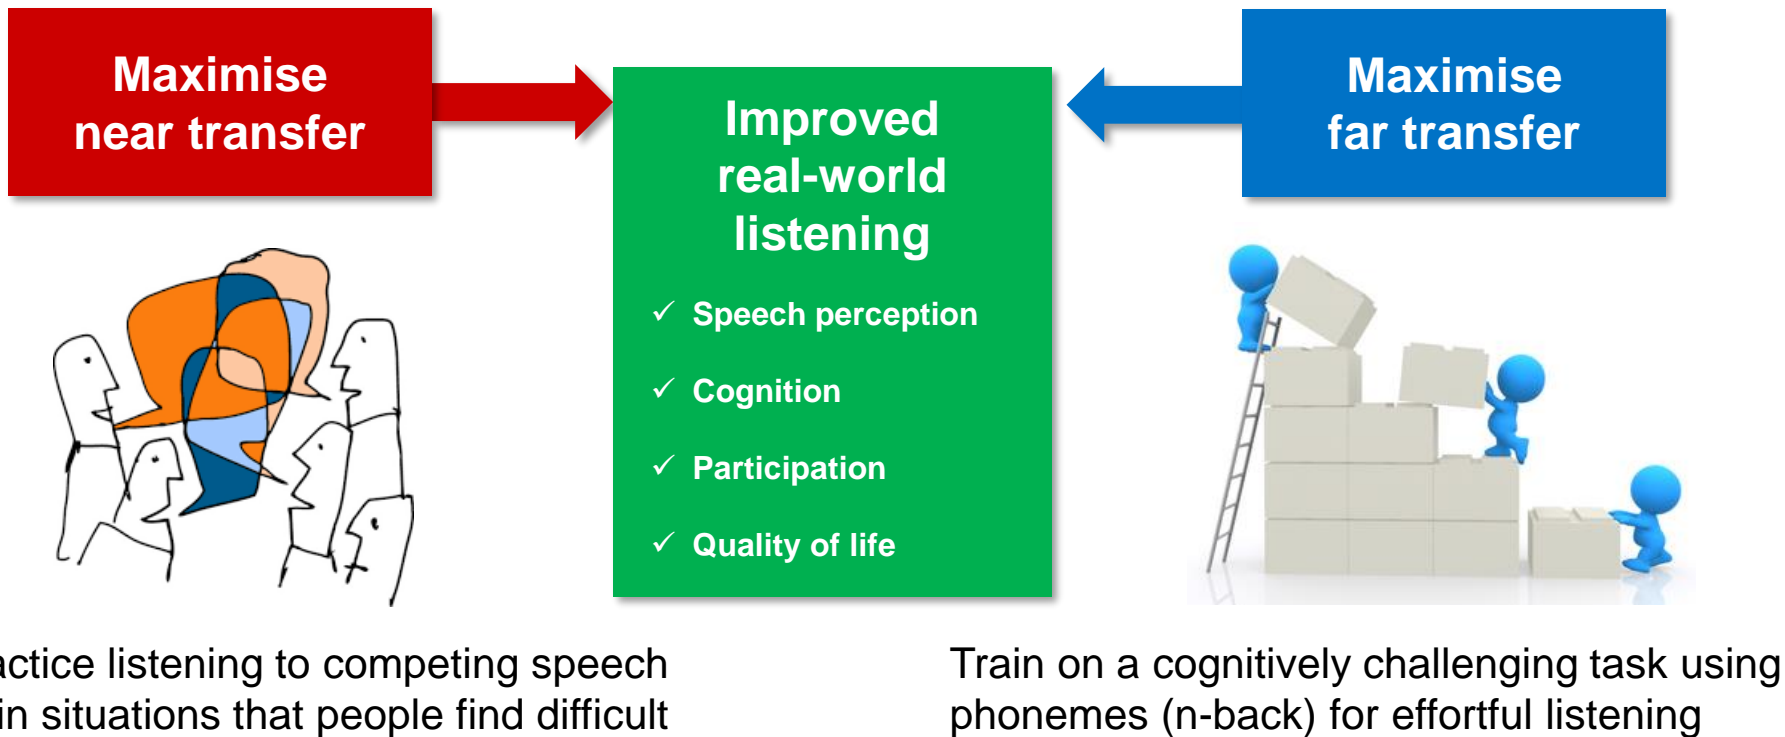 Maximise
near transfer
Improved
real-world
listening
✓ Speech perception
✓ Cognition
✓ Participation
✓ Quality of life
Maximise
far transfer
actice listening to competing speech
in situations that people find difficult
Train on a cognitively challenging task using
phonemes (n-back) for effortful listening